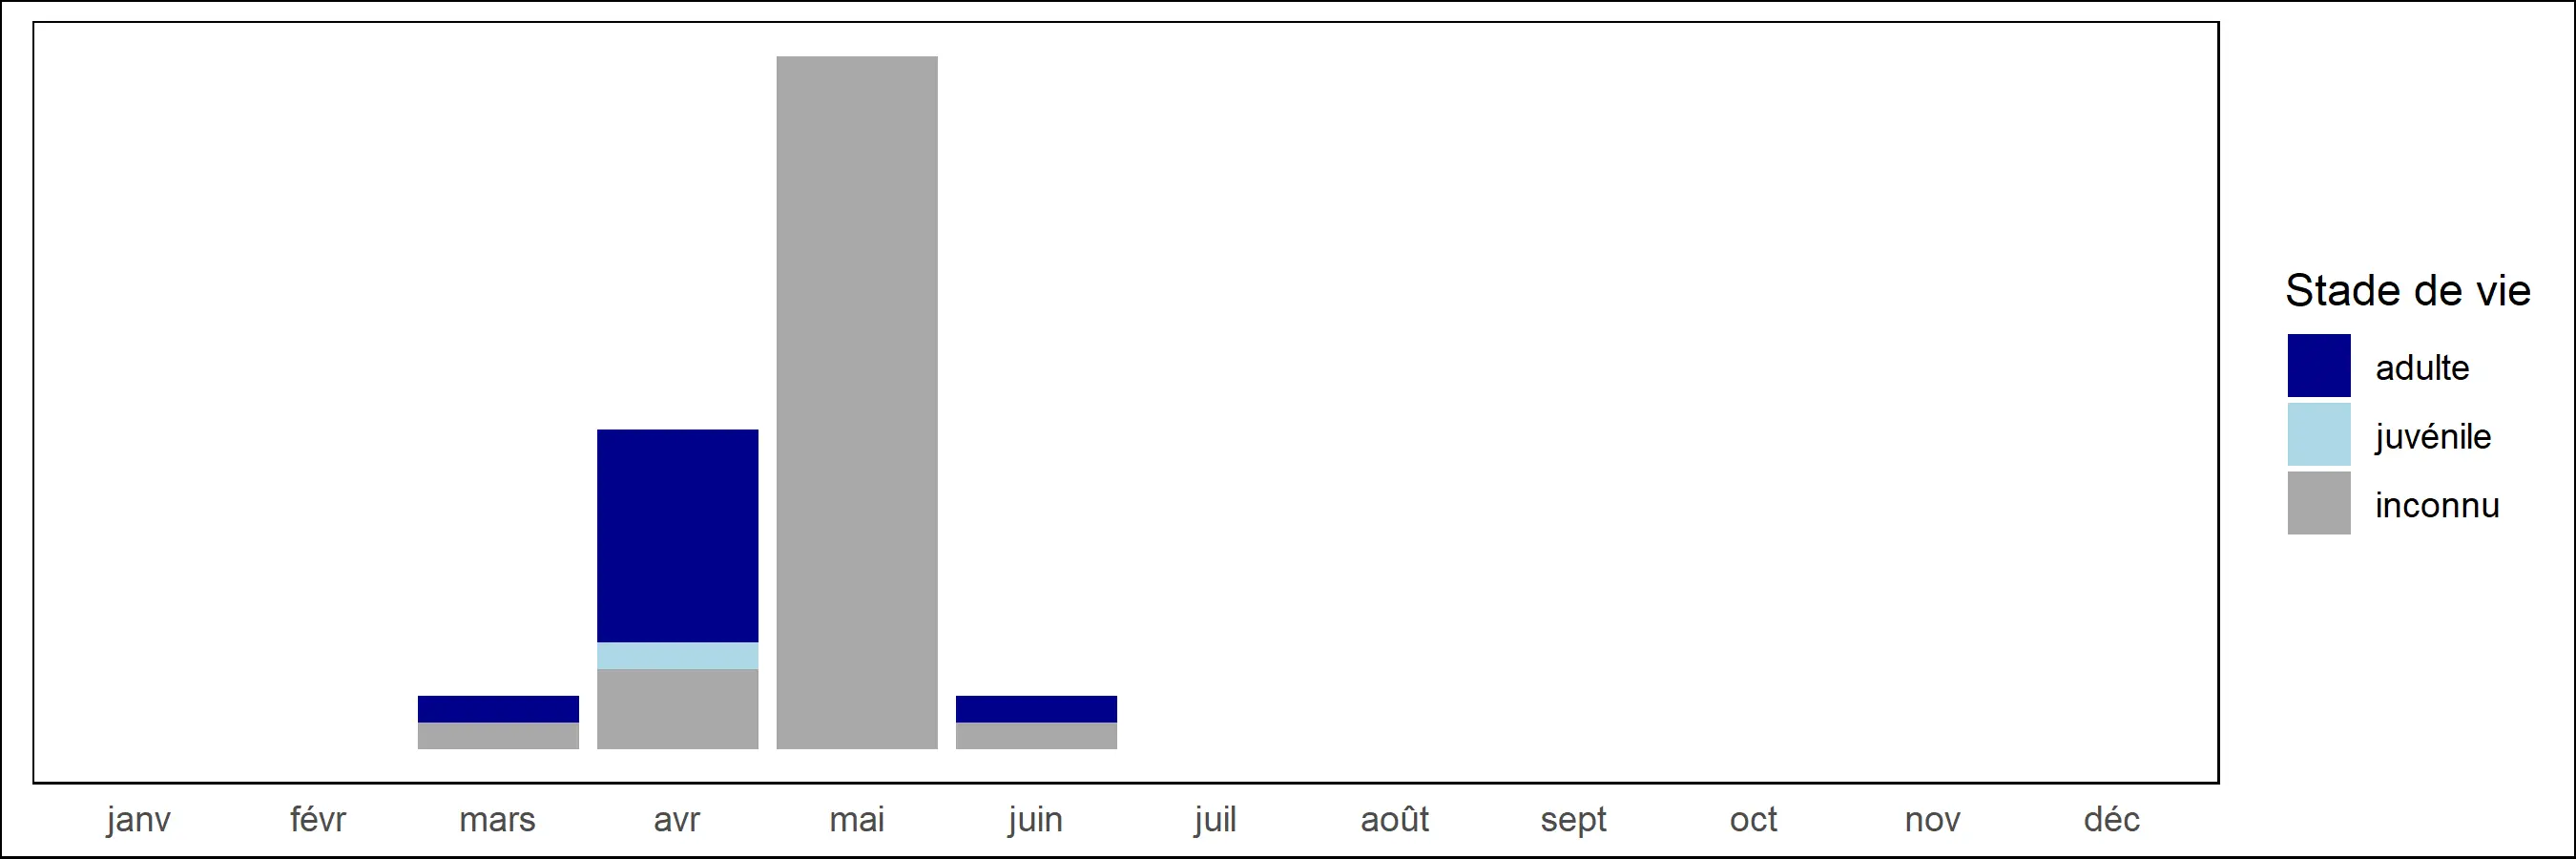 Stade de vie
adulte
juvénile
inconnu
janv févr mars avr mai juin juil août sept oct nov déc